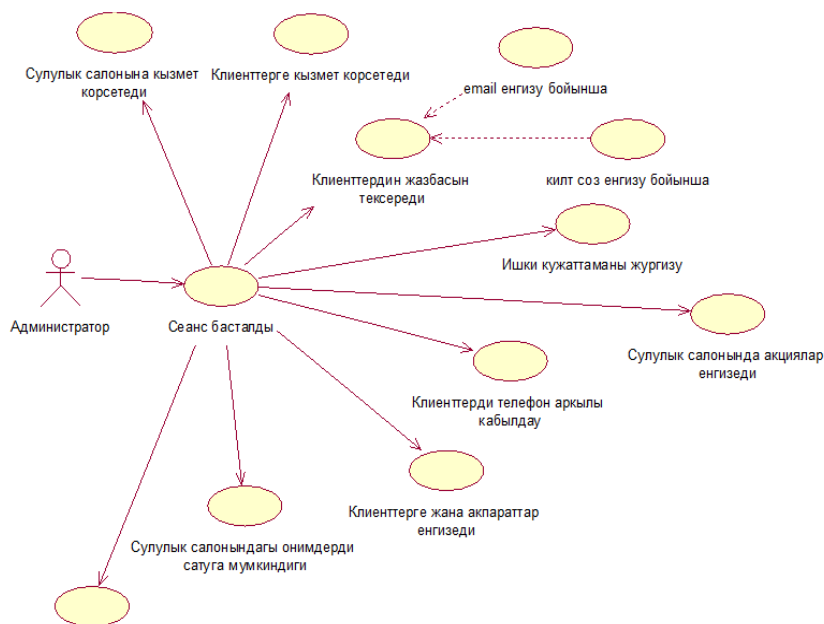 Сулулык салонына кызмет
корсетеди
Клиенттерге кызмет корсетеди
email енгизу бойынша
Клиенттердин жазбасын
тексереди
килт соз енгизу бойынша
Ишки кужаттаманы жургизу
Администратор
Сеанс басталды
Сулулык салонында акциялар
енгизеди
Клиенттерди телефон аркылы
кабылдау
Клиенттерге жана акпараттар
енгизеди
Сулулык салонындагы онимдерди
сатуга мумкиндиги